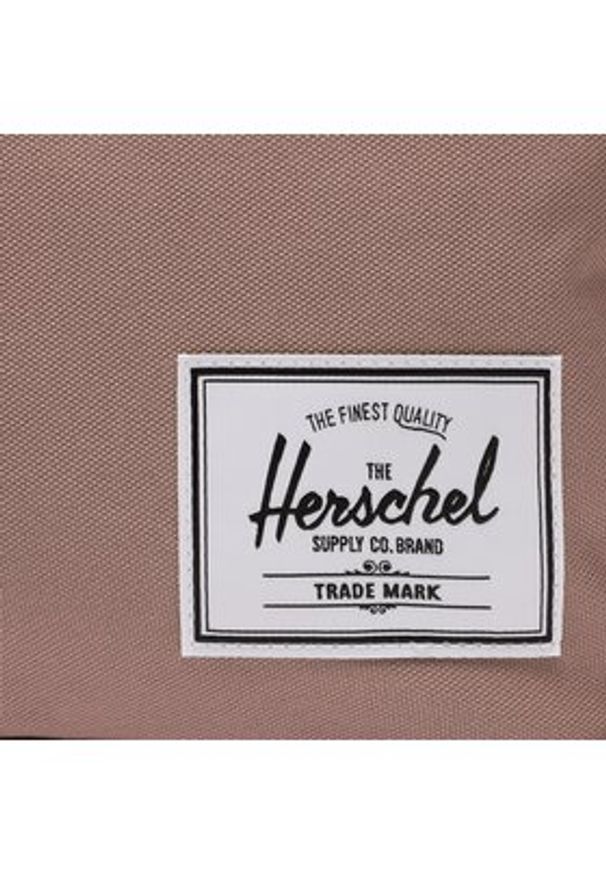 THE FINEST QUALITY
THE
Herschel
SUPPLY CO. BRAND
TRADE MARK